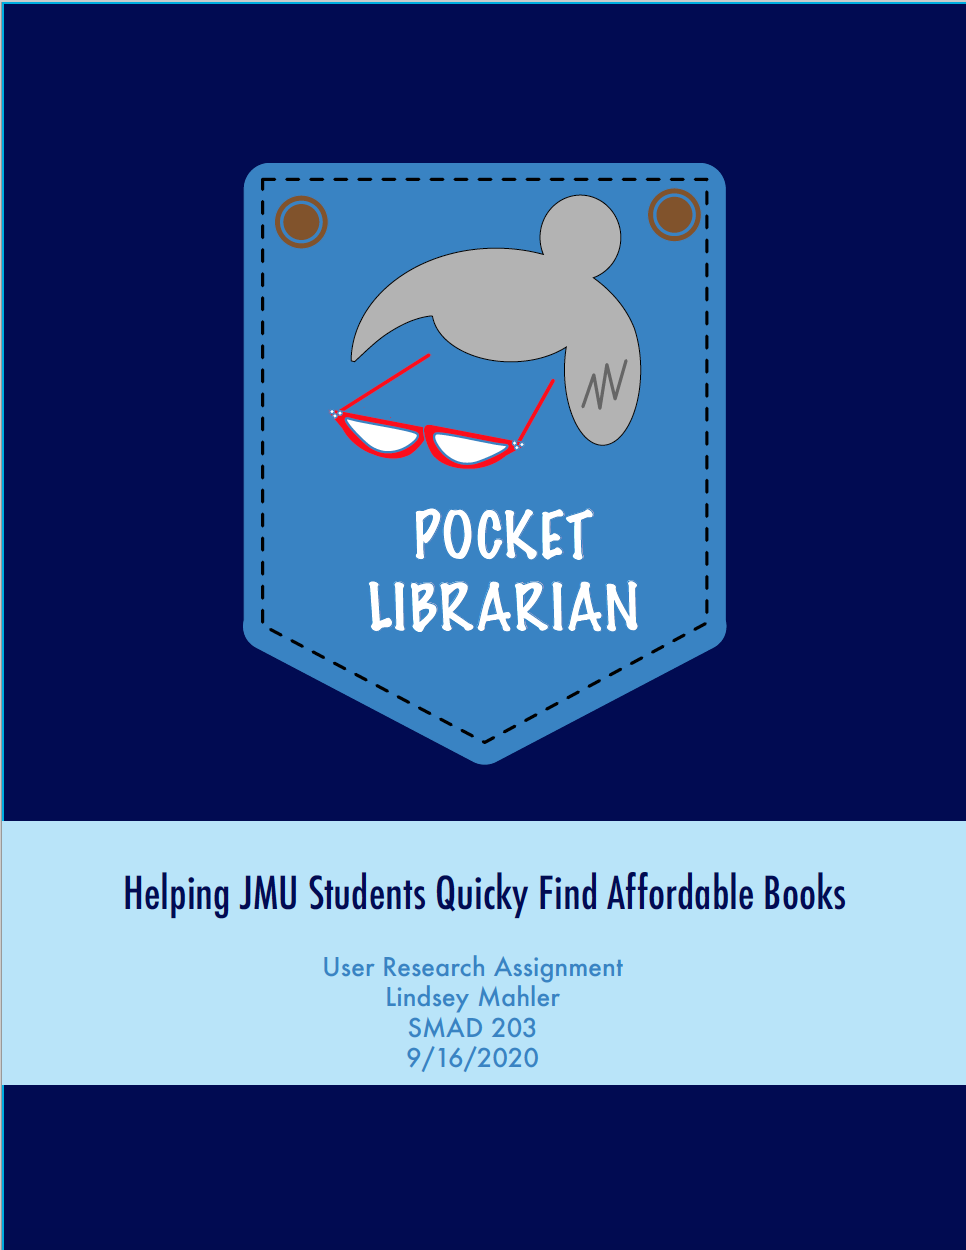 POCKET
LIBRARIAN
Helping JMU Students Quicky Find Affordable Books
User Research Assignment
Lindsey Mahler
SMAD 203
9/16/2020